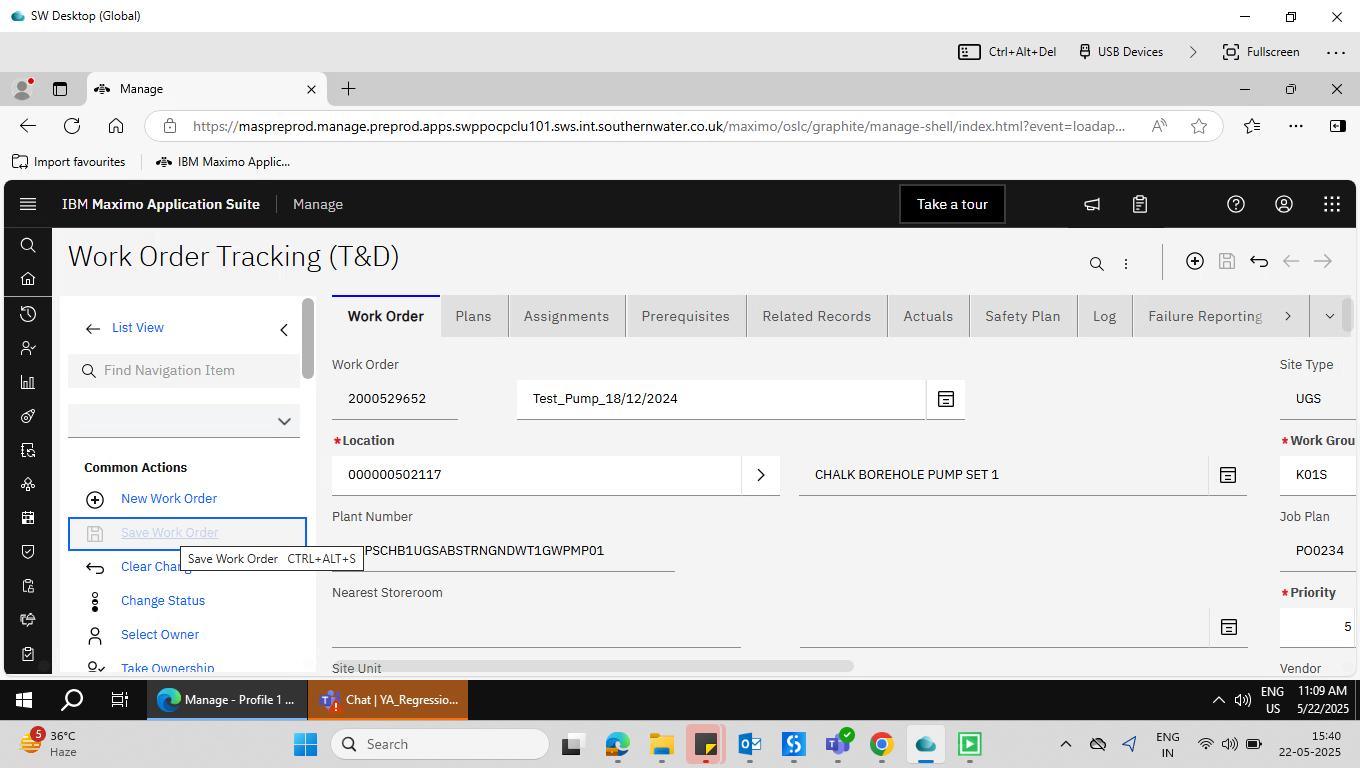 SW Desktop (Global)
Ctrl+Alt+Del USB Devices Fullscreen
Manage
https://maspreprod.manage.preprod.apps.swppocpclu101.sws.int.southernwater.co.uk/maximo/oslc/graphite/manage-shell/index.html?event=loadap...
Import favourites IBM Maximo Applic...
IBM Maximo Application Suite Manage Take a tour
Work Order Tracking (T&D)
List View
Find Navigation Item
Common Actions
New Work Order
Save Work Order
Save Work Order CTRL+ALT+S
Clear Chang
Change Status
Select Owner
Take Ownership
Work Order Plans Assignments Prerequisites Related Records Actuals Safety Plan Log Failure Reporting
Work Order Site Type
2000529652 Test_Pump_18/12/2024 UGS
*Location *Work Grou
000000502117 CHALK BOREHOLE PUMP SET 1 K01S
Plant Number Job Plan
PSCHB1UGSABSTRNGNDWT1GWPMP01 PO0234
Nearest Storeroom *Priority
5
Site Unit Vendor
Manage - Profile 1 ... Chat | YA_Regressio... ENG 11:09 AM
US 5/22/2025
5 36°C Search ENG 15:40
Haze IN 22-05-2025